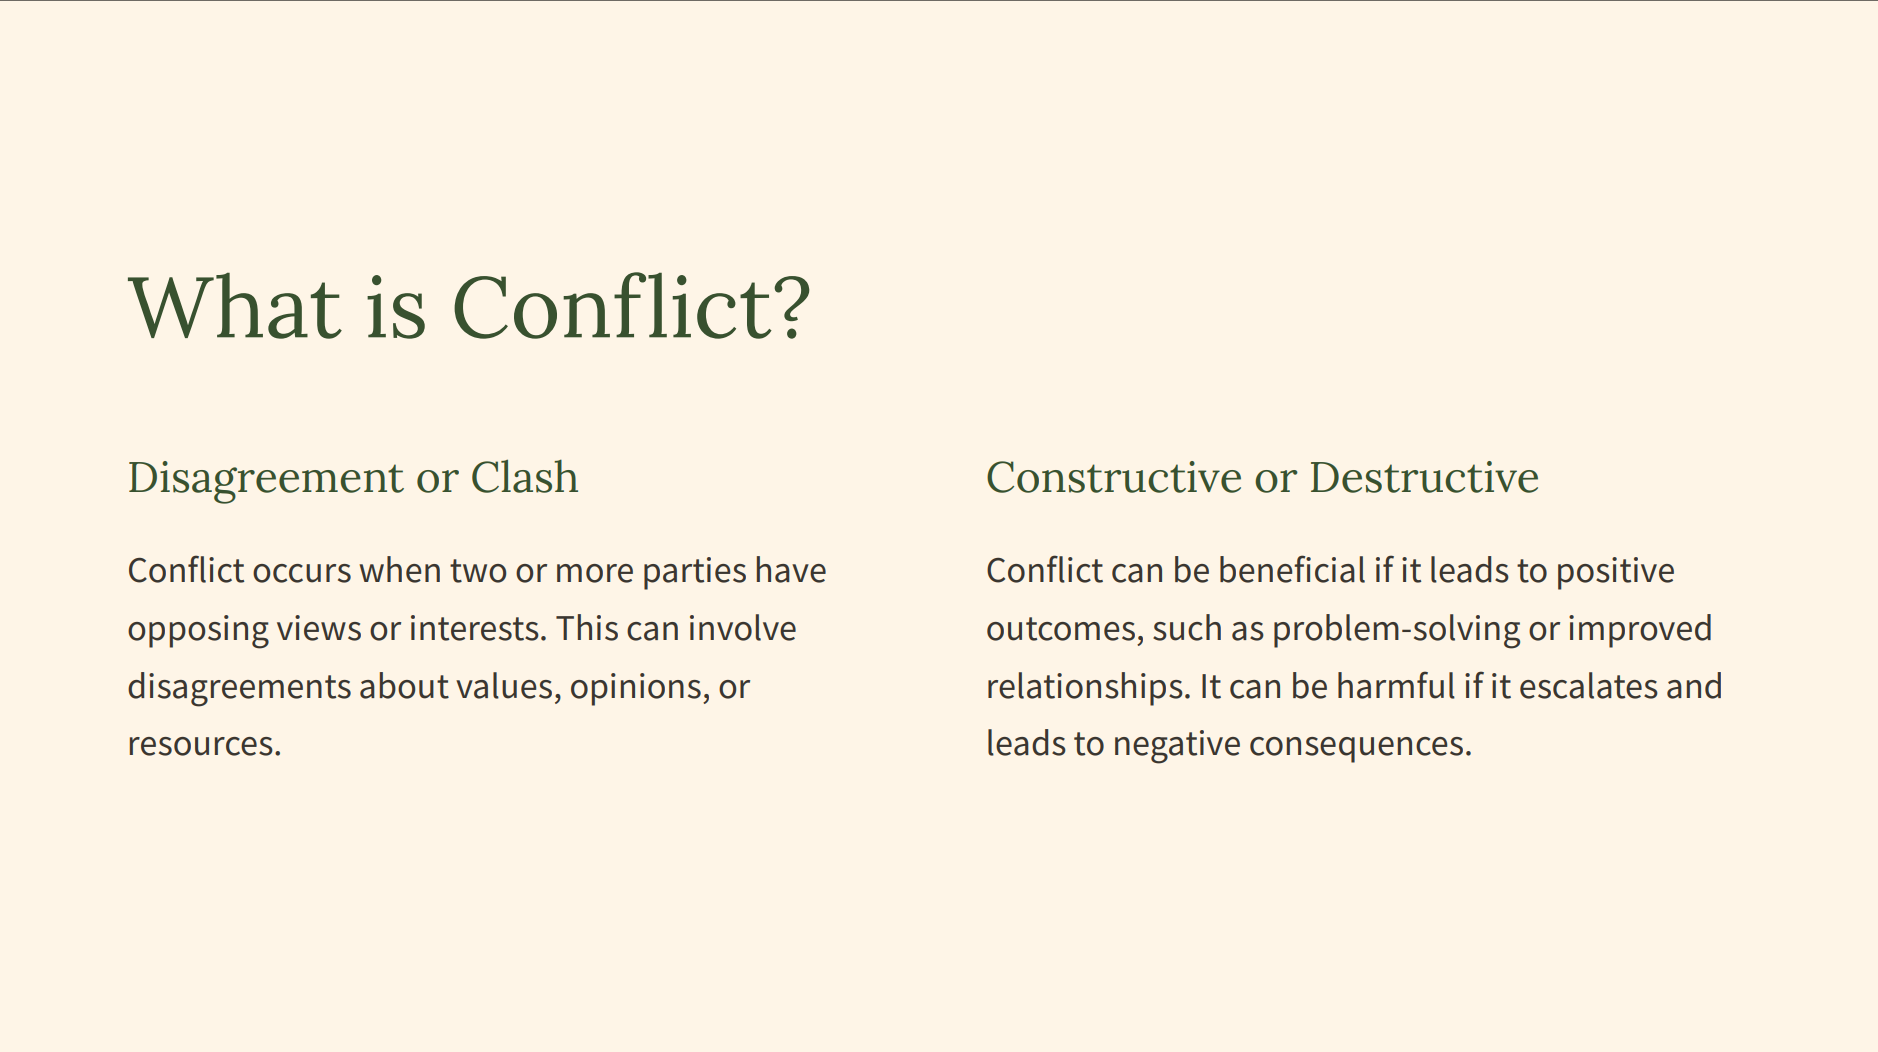 What is Conflict?
Disagreement or Clash
Conflict occurs when two or more parties have
opposing views or interests. This can involve
disagreements about values, opinions, or
resources.
Constructive or Destructive
Conflict can be beneficial if it leads to positive
outcomes, such as problem-solving or improved
relationships. It can be harmful if it escalates and
leads to negative consequences.